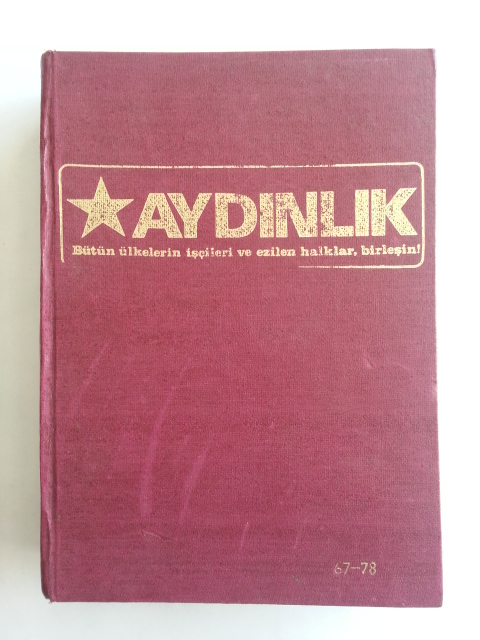 AYDINLIK
Bütün ülkelerin işçileri ve ezilen halklar, birleşin!
67-78